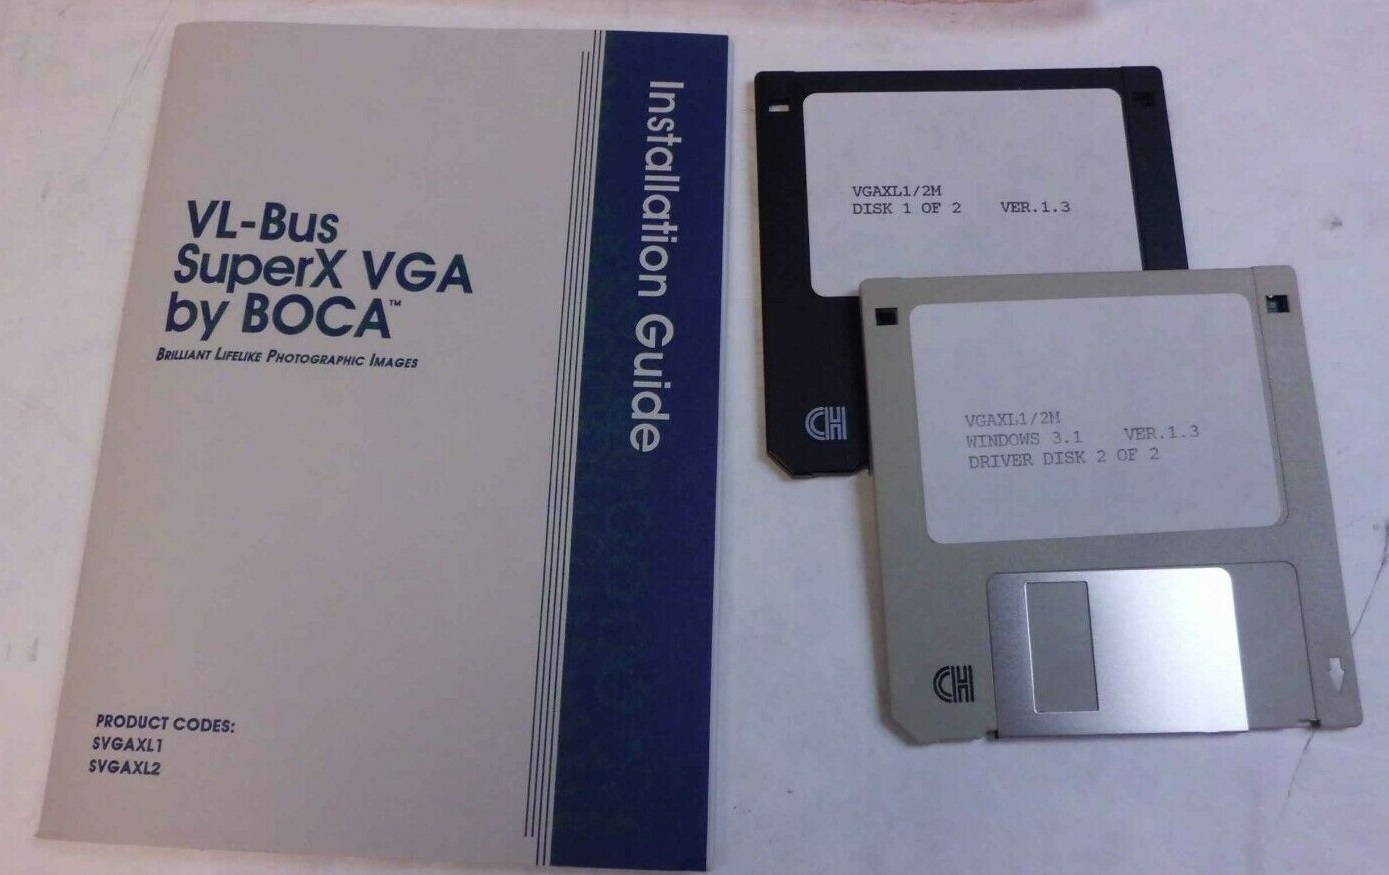 VL-Bus
SuperX VGA
by BOCA™
BRILLIANT LIFELIKE PHOTOGRAPHIC IMAGES
PRODUCT CODES:
SVGAXL1
SVGAXL2
Installation Guide
VGAXL1/2M
DISK 1 OF 2 VER.1.3
CH
VGAXL1/2M
WINDOWS 3.1 VER.1.3
DRIVER DISK 2 OF 2
CH